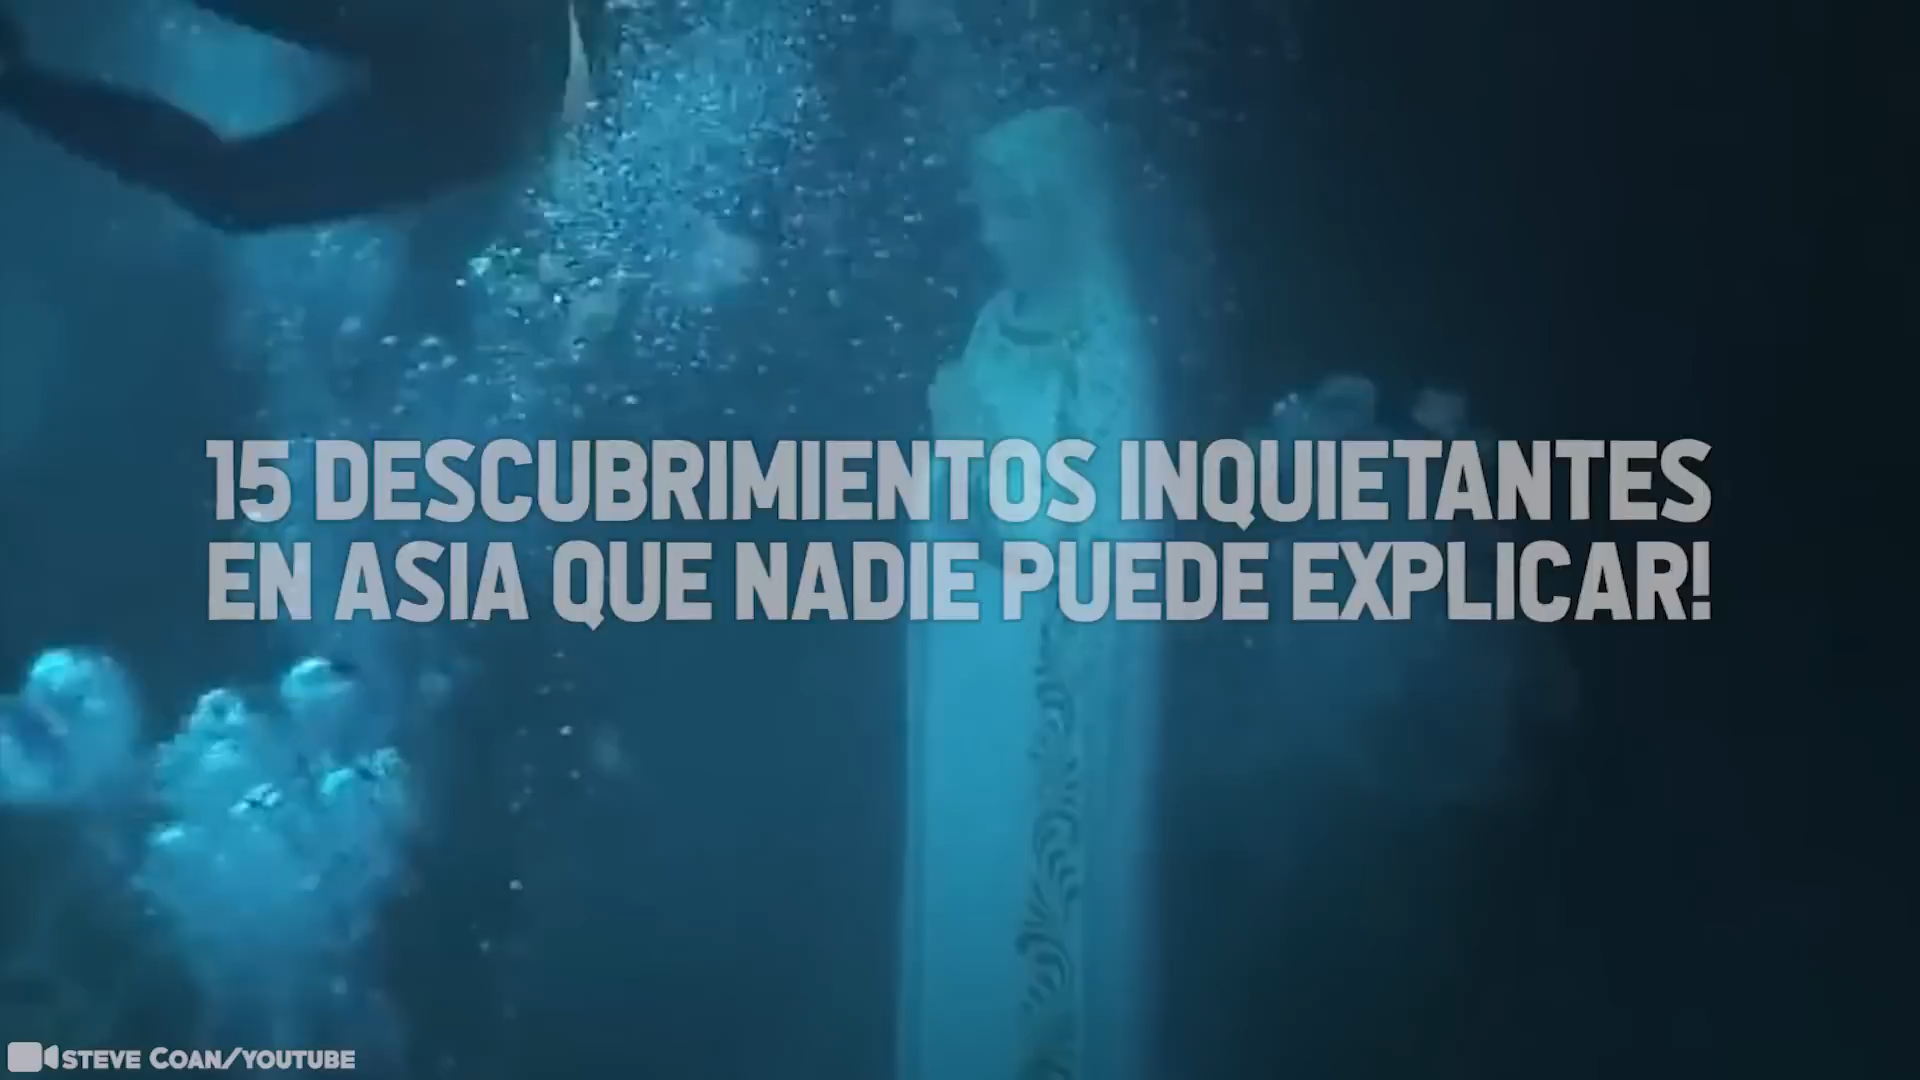 15 DESCUBRIMIENTOS INQUIETANTES
EN ASIA QUE NADIE PUEDE EXPLICAR!
STEVE COAN/YOUTUBE